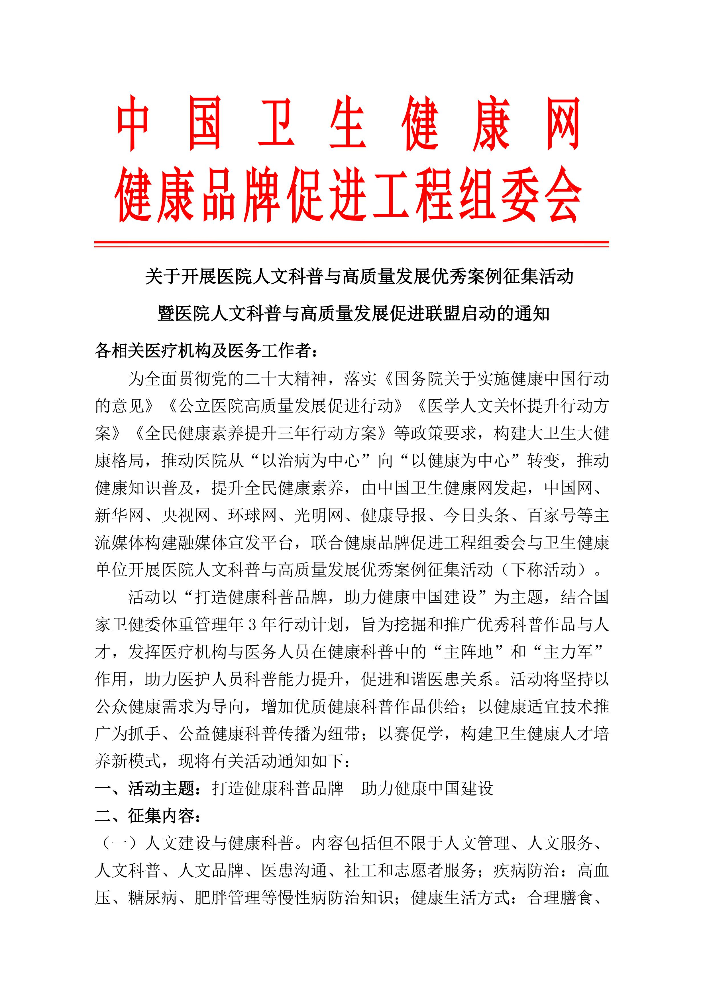 中国卫生健康网
健康品牌促进工程组委会
关于开展医院人文科普与高质量发展优秀案例征集活动
暨医院人文科普与高质量发展促进联盟启动的通知
各相关医疗机构及医务工作者：
为全面贯彻党的二十大精神，落实《国务院关于实施健康中国行动
的意见》《公立医院高质量发展促进行动》《医学人文关怀提升行动方
案》《全民健康素养提升三年行动方案》等政策要求，构建大卫生大健
康格局，推动医院从“以治病为中心”向“以健康为中心”转变，推动
健康知识普及，提升全民健康素养，由中国卫生健康网发起，中国网、
新华网、央视网、环球网、光明网、健康导报、今日头条、百家号等主
流媒体构建融媒体宣发平台，联合健康品牌促进工程组委会与卫生健康
单位开展医院人文科普与高质量发展优秀案例征集活动（下称活动）。
活动以“打造健康科普品牌，助力健康中国建设”为主题，结合国
家卫健委体重管理年 3 年行动计划，旨为挖掘和推广优秀科普作品与人
才，发挥医疗机构与医务人员在健康科普中的“主阵地”和“主力军”
作用，助力医护人员科普能力提升，促进和谐医患关系。活动将坚持以
公众健康需求为导向，增加优质健康科普作品供给；以健康适宜技术推
广为抓手、公益健康科普传播为纽带；以赛促学，构建卫生健康人才培
养新模式，现将有关活动通知如下：
一、活动主题：打造健康科普品牌　助力健康中国建设
二、征集内容：
（一）人文建设与健康科普。内容包括但不限于人文管理、人文服务、
人文科普、人文品牌、医患沟通、社工和志愿者服务；疾病防治：高血
压、糖尿病、肥胖管理等慢性病防治知识；健康生活方式：合理膳食、